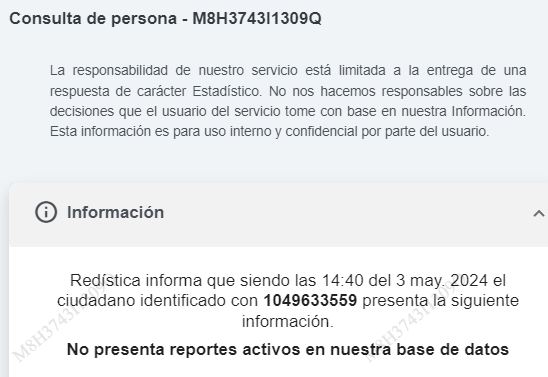 Consulta de persona - M8H3743I1309Q
La responsabilidad de nuestro servicio está limitada a la entrega de una
respuesta de carácter Estadístico. No nos hacemos responsables sobre las
decisiones que el usuario del servicio tome con base en nuestra Información.
Esta información es para uso interno y confidencial por parte del usuario.
Información
Redística informa que siendo las 14:40 del 3 may. 2024 el
ciudadano identificado con 1049633559 presenta la siguiente
información.
No presenta reportes activos en nuestra base de datos